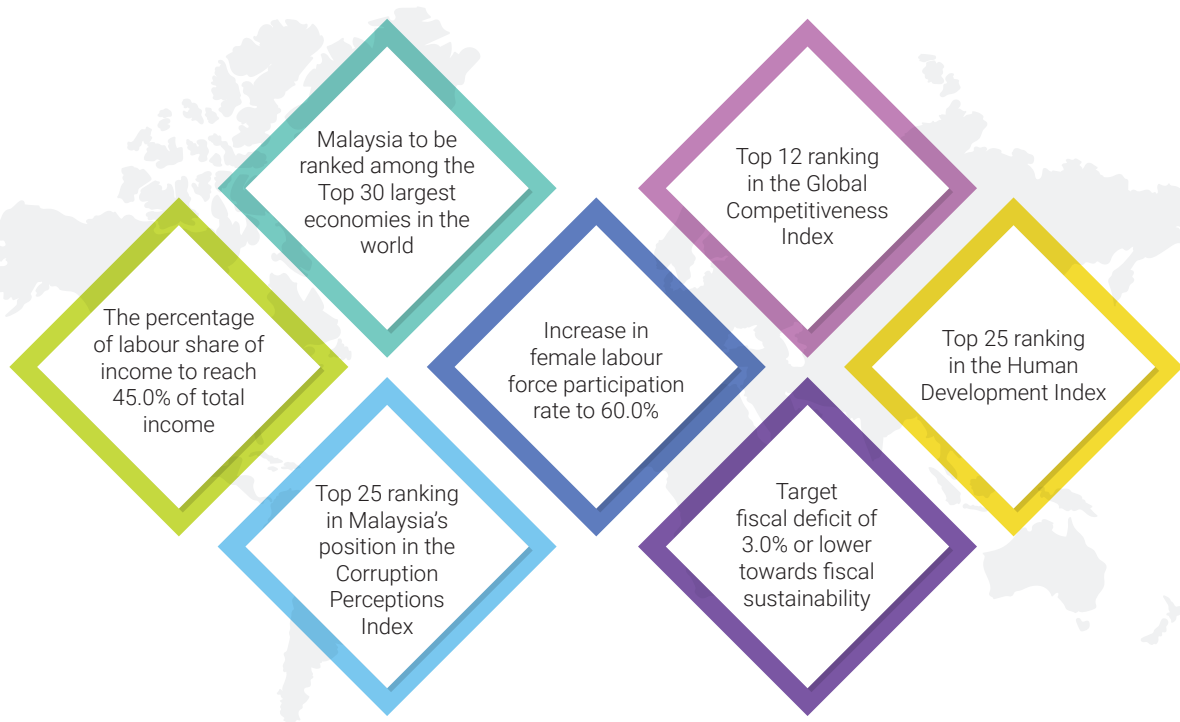 Malaysia to be
ranked among the
Top 30 largest
economies in the
world
Top 12 ranking
in the Global
Competitiveness
Index
The percentage
of labour share of
income to reach
45.0% of total
income
Increase in
female labour
force participation
rate to 60.0%
Top 25 ranking
in the Human
Development Index
Top 25 ranking
in Malaysia’s
position in the
Corruption
Perceptions
Index
Target
fiscal deficit of
3.0% or lower
towards fiscal
sustainability